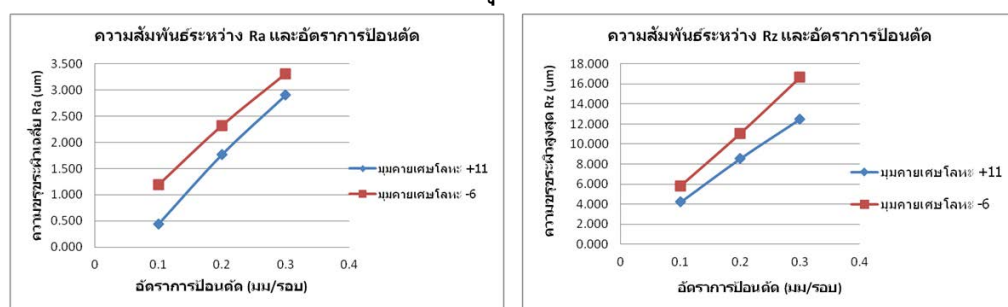 ความสัมพันธ์ระหว่าง Ra และอัตราการป้อนตัด
ความขรุขระผิวเฉลี่ย Ra (um)
3.500
3.000
2.500
2.000
1.500
1.000
0.500
0.000
0 0.1 0.2 0.3 0.4
อัตราการป้อนตัด (มม/รอบ)
มุมคายเศษโลหะ +11
มุมคายเศษโลหะ -6
ความสัมพันธ์ระหว่าง Rz และอัตราการป้อนตัด
ความขรุขระผิวสูงสุด Rz (um)
18.000
16.000
14.000
12.000
10.000
8.000
6.000
4.000
2.000
0.000
0 0.1 0.2 0.3 0.4
อัตราการป้อนตัด (มม/รอบ)
มุมคายเศษโลหะ +11
มุมคายเศษโลหะ -6